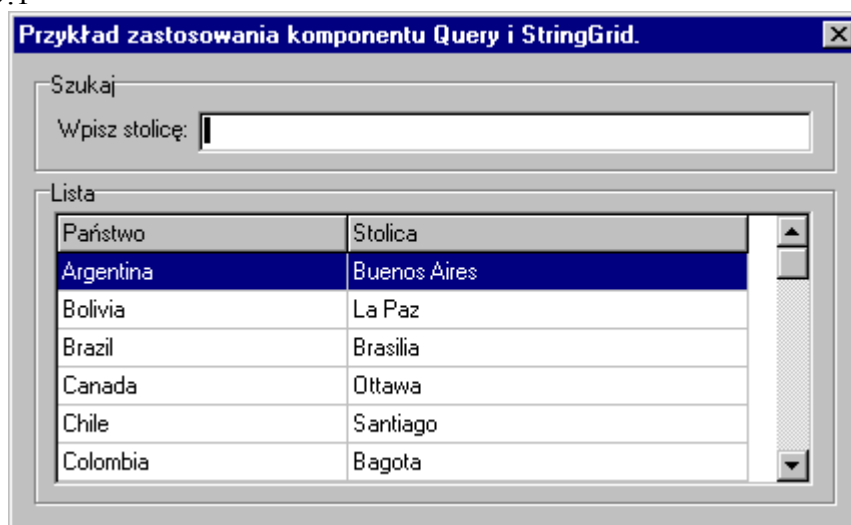 Przykład zastosowania komponentu Query i StringGrid.
Szukaj
Wpisz stolicę:
Lista
Państwo Stolica
Argentina Buenos Aires
Bolivia La Paz
Brazil Brasilia
Canada Ottawa
Chile Santiago
Colombia Bagota